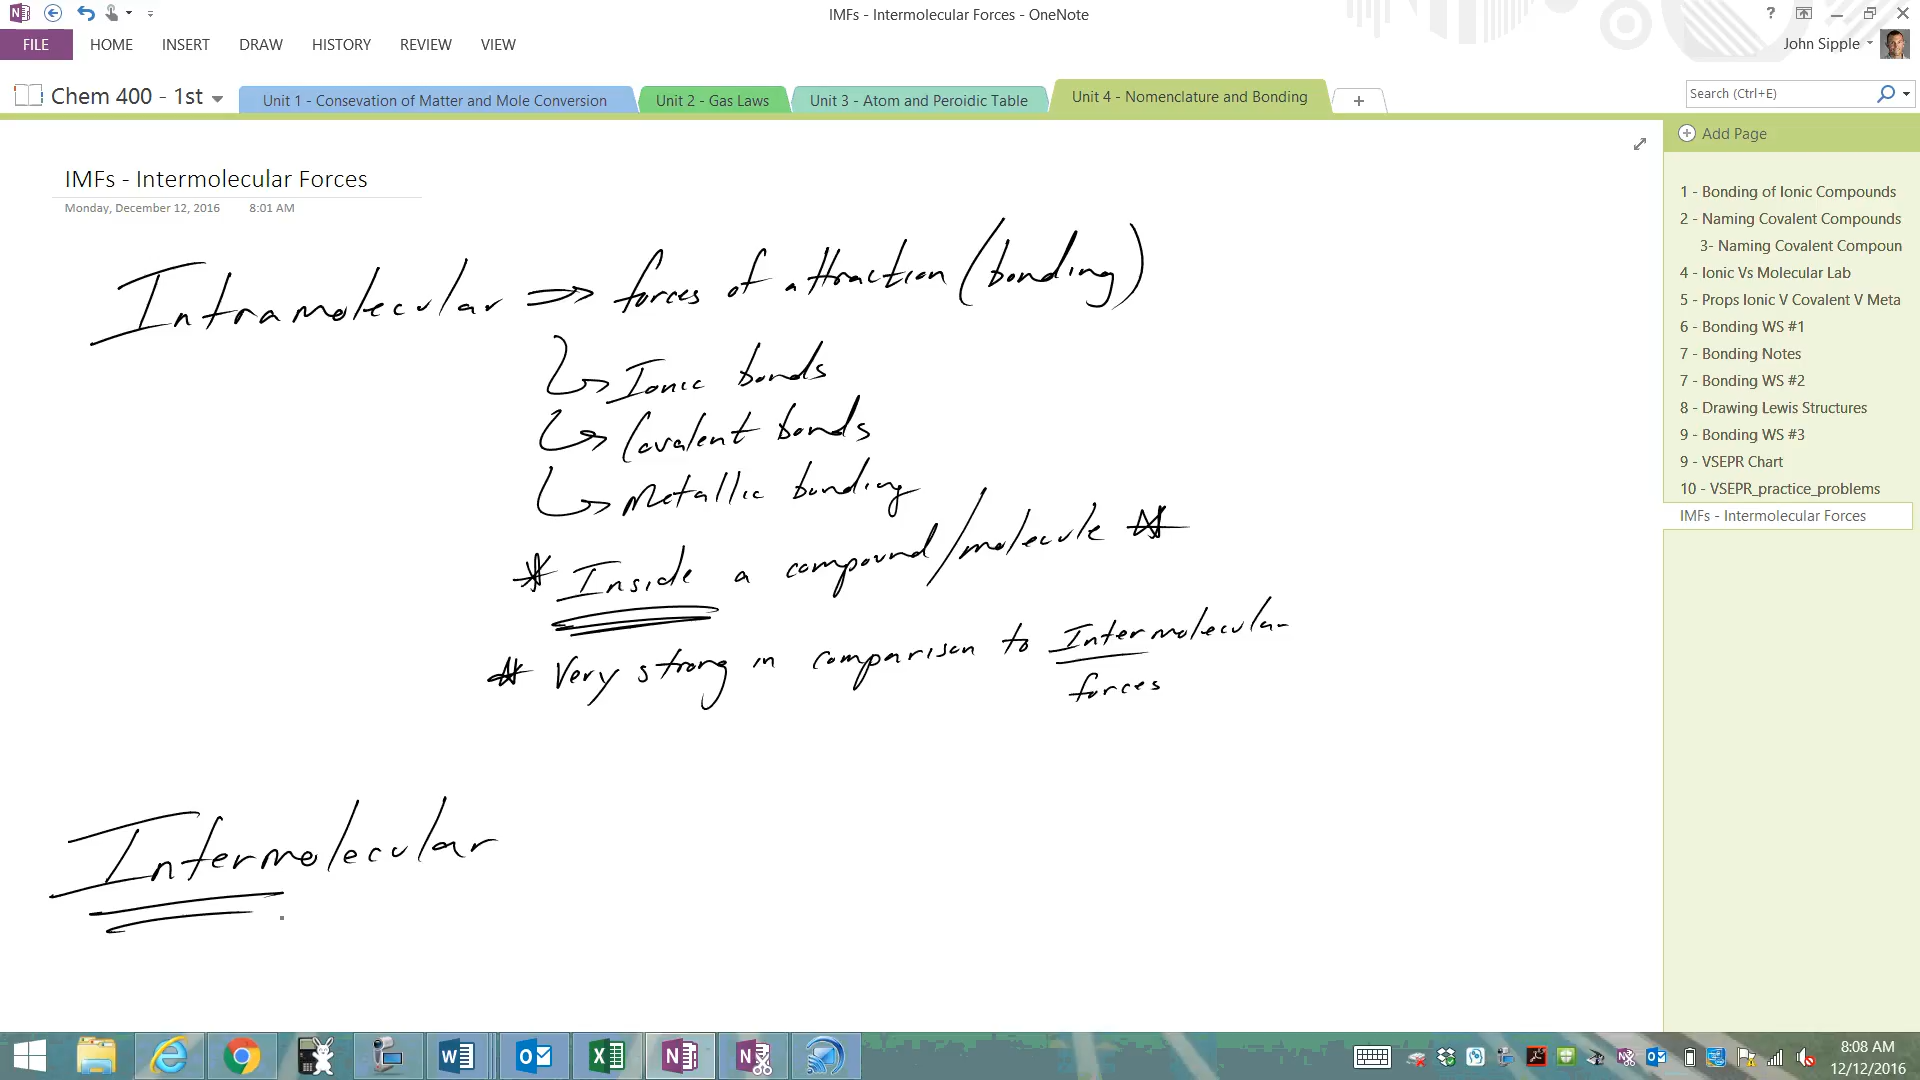 IMFs - Intermolecular Forces - OneNote
?
FILE HOME INSERT DRAW HISTORY REVIEW VIEW
John Sipple
Chem 400 - 1st
Unit 1 - Consevation of Matter and Mole Conversion
Unit 2 - Gas Laws
Unit 3 - Atom and Peroidic Table
Unit 4 - Nomenclature and Bonding
+
Search (Ctrl+E)
Add Page
IMFs - Intermolecular Forces
Monday, December 12, 2016 8:01 AM
Intramolecular ⇒ forces of attraction (bonding)
↳ Ionic bonds
↳ Covalent bonds
↳ Metallic bonding
* Inside a compound/molecule *
* Very strong in comparison to Intermolecular
forces
Intermolecular
1 - Bonding of Ionic Compounds
2 - Naming Covalent Compounds
3- Naming Covalent Compoun
4 - Ionic Vs Molecular Lab
5 - Props Ionic V Covalent V Meta
6 - Bonding WS #1
7 - Bonding Notes
7 - Bonding WS #2
8 - Drawing Lewis Structures
9 - Bonding WS #3
9 - VSEPR Chart
10 - VSEPR_practice_problems
IMFs - Intermolecular Forces
8:08 AM
12/12/2016